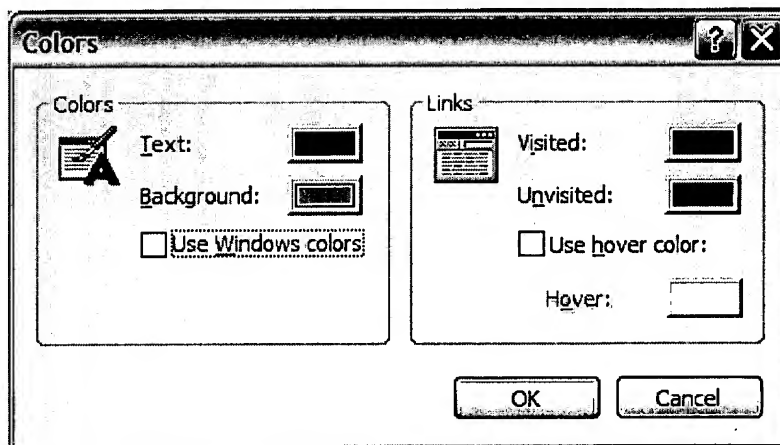 Colors
Colors
Text:
Background:
Use Windows colors
Links
Visited:
Unvisited:
Use hover color:
Hover:
OK
Cancel